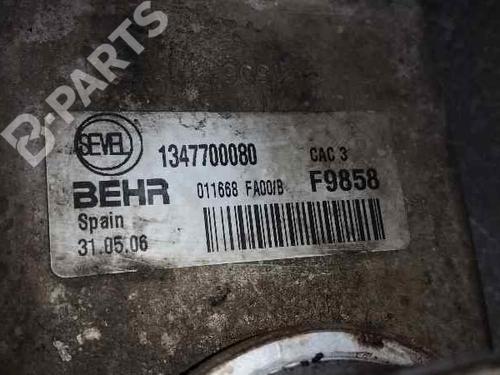 B-PARTS
SEVEL
1347700080 CAC 3
BEHR 011668 FA00/B F9858
Spain
31.05.06